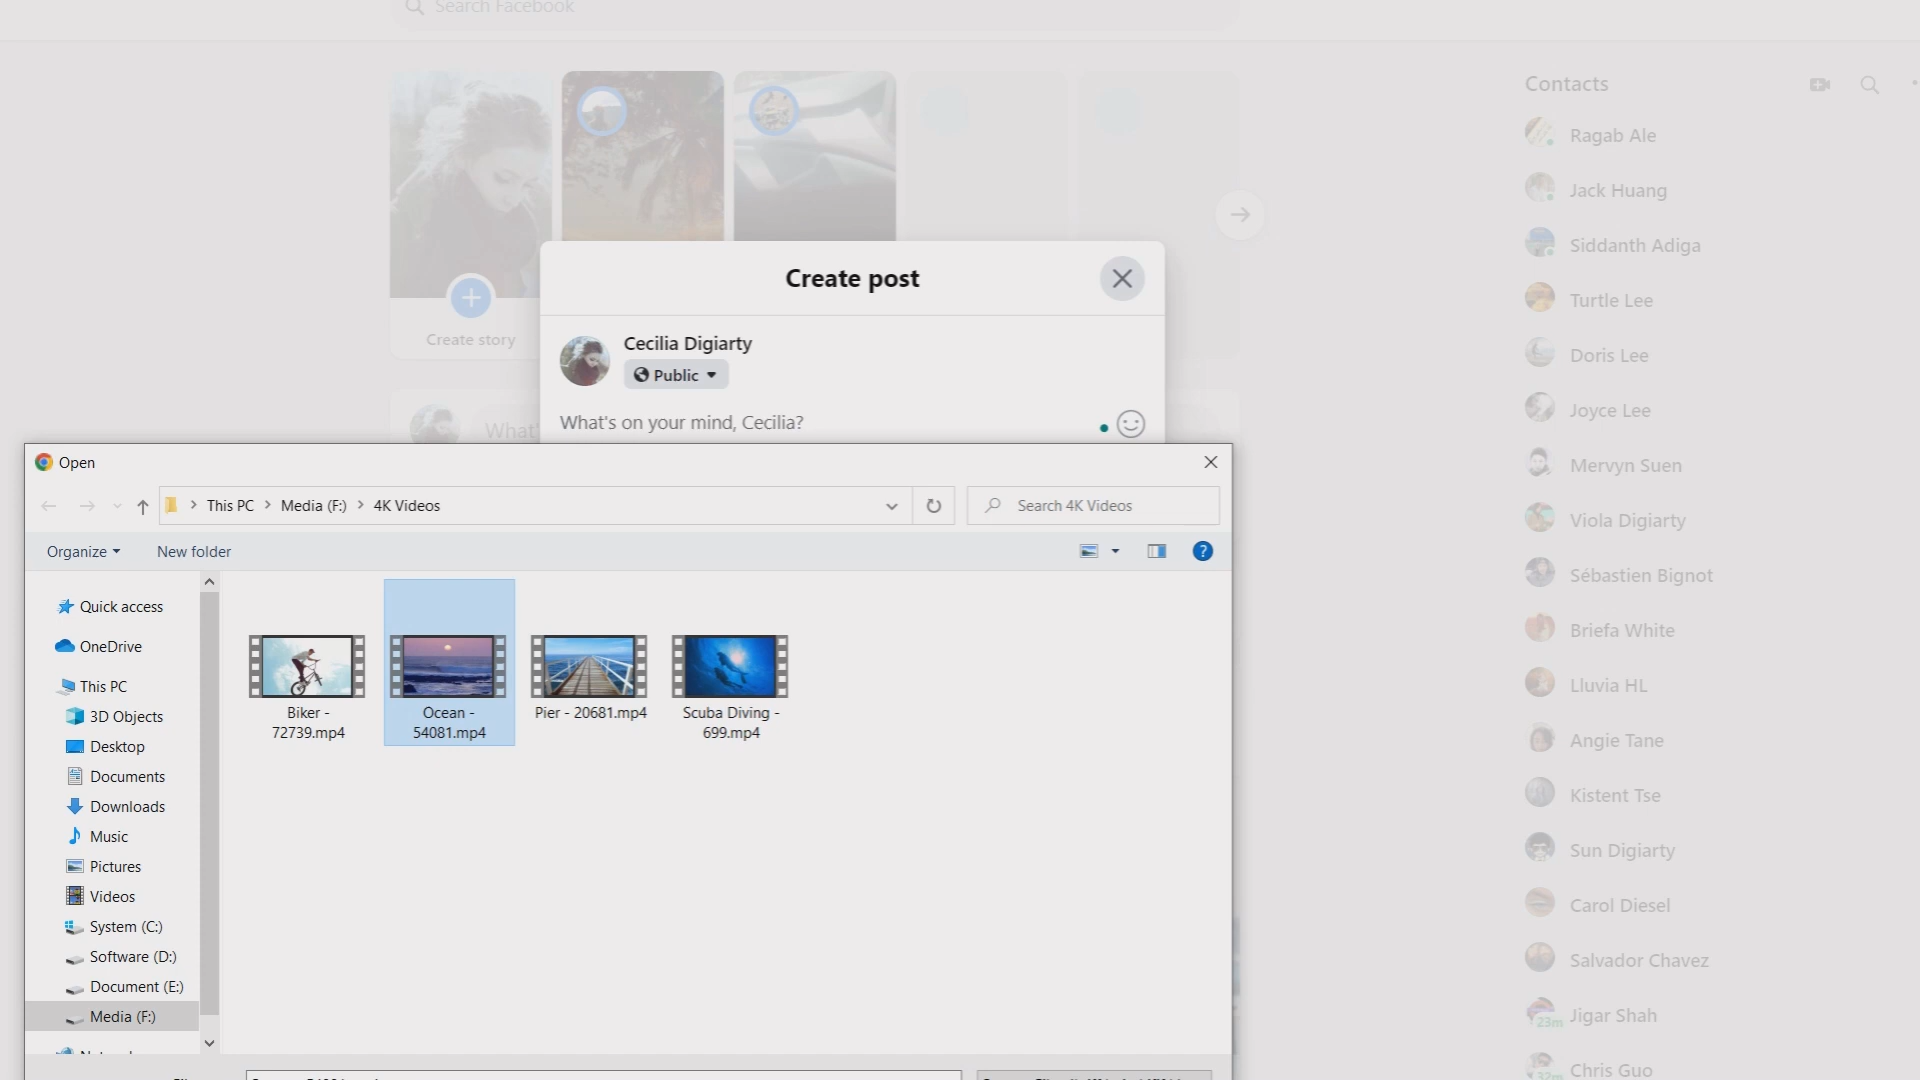 Search Facebook
Create story
What'
Create post
Cecilia Digiarty
Public
What's on your mind, Cecilia?
Contacts
Ragab Ale
Jack Huang
Siddanth Adiga
Turtle Lee
Doris Lee
Joyce Lee
Mervyn Suen
Viola Digiarty
Sébastien Bignot
Briefa White
Lluvia HL
Angie Tane
Kistent Tse
Sun Digiarty
Carol Diesel
Salvador Chavez
Jigar Shah
23m
Chris Guo
32m
Open
This PC > Media (F:) > 4K Videos
Search 4K Videos
Organize
New folder
Quick access
OneDrive
This PC
3D Objects
Desktop
Documents
Downloads
Music
Pictures
Videos
System (C:)
Software (D:)
Document (E:)
Media (F:)
Biker -
72739.mp4
Ocean -
54081.mp4
Pier - 20681.mp4
Scuba Diving -
699.mp4